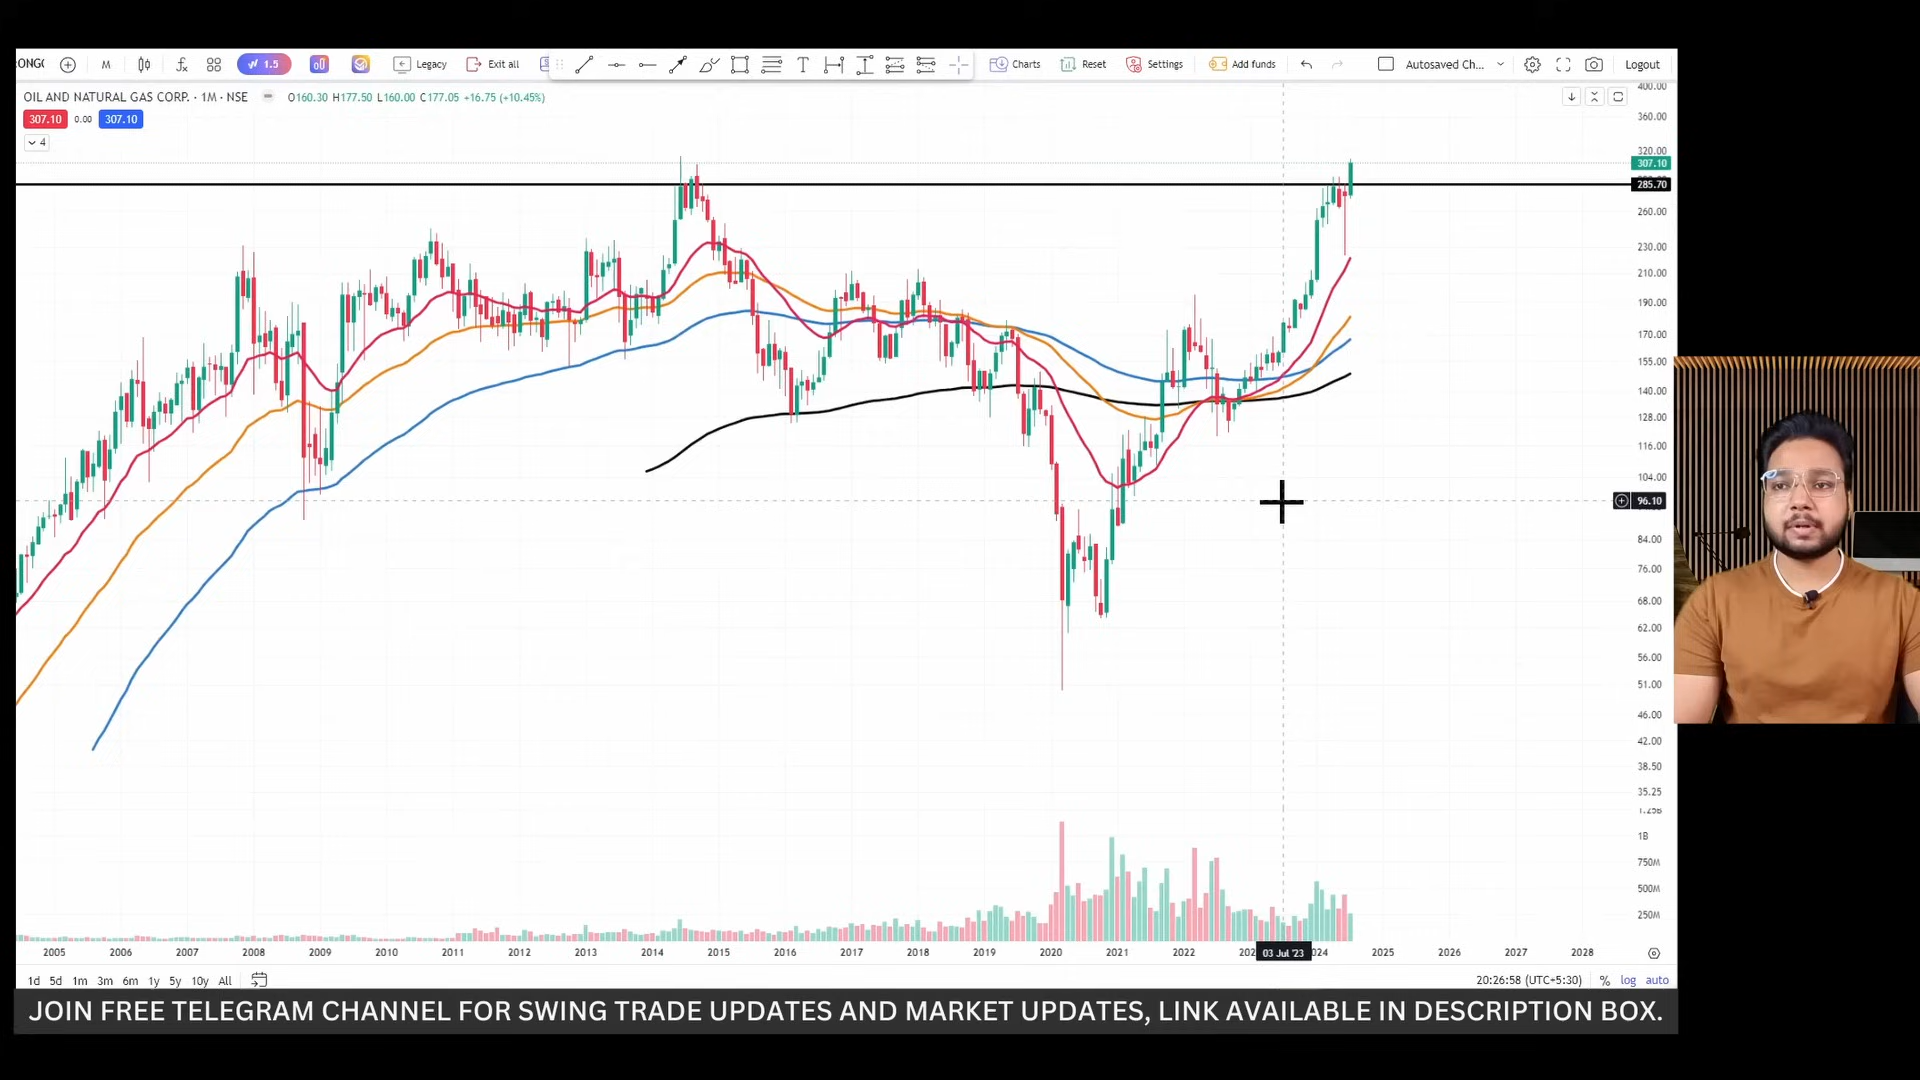 ONGC M 1.5 Legacy Exit all T Charts Reset Settings Add funds Autosaved Ch... Logout
OIL AND NATURAL GAS CORP. · 1M · NSE O160.30 H177.50 L160.00 C177.05 +16.75 (+10.45%)
307.10 0.00 307.10
4
400.00
360.00
320.00
307.10
285.70
260.00
230.00
210.00
190.00
170.00
155.00
140.00
128.00
116.00
104.00
96.10
84.00
76.00
68.00
62.00
56.00
51.00
46.00
42.00
38.50
35.25
1.25B
1B
750M
500M
250M
2005 2006 2007 2008 2009 2010 2011 2012 2013 2014 2015 2016 2017 2018 2019 2020 2021 2022 202 03 Jul '23 024 2025 2026 2027 2028
1d 5d 1m 3m 6m 1y 5y 10y All 20:26:58 (UTC+5:30) % log auto
JOIN FREE TELEGRAM CHANNEL FOR SWING TRADE UPDATES AND MARKET UPDATES, LINK AVAILABLE IN DESCRIPTION BOX.